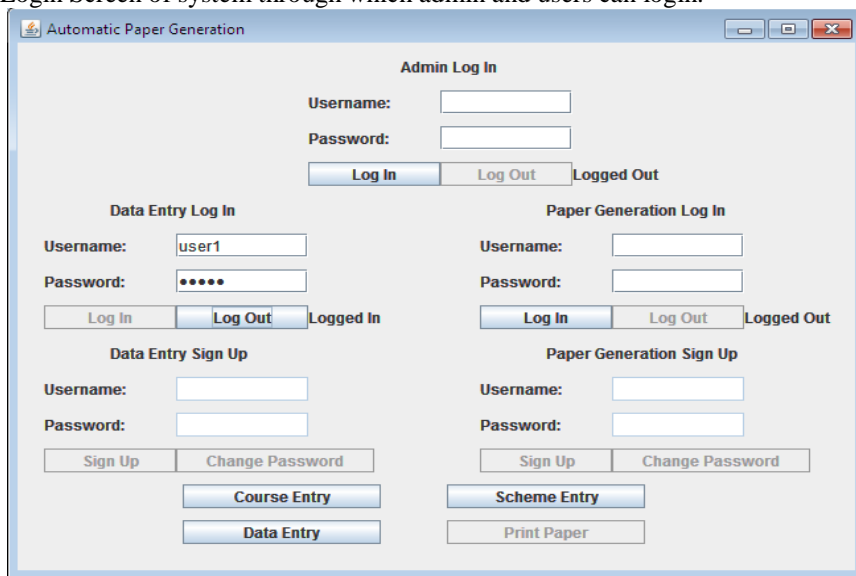 Login Screen of system through which admin and users can login.
Automatic Paper Generation
Admin Log In
Username:
Password:
Log In Log Out Logged Out
Data Entry Log In Paper Generation Log In
Username: user1 Username:
Password: ••••• Password:
Log In Log Out Logged In Log In Log Out Logged Out
Data Entry Sign Up Paper Generation Sign Up
Username: Username:
Password: Password:
Sign Up Change Password Sign Up Change Password
Course Entry Scheme Entry
Data Entry Print Paper